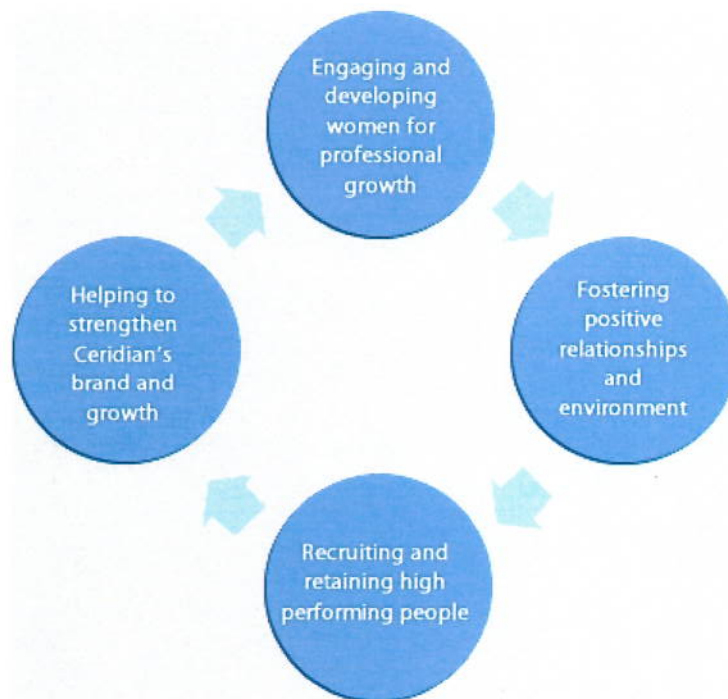 Engaging and
developing
women for
professional
growth
Fostering
positive
relationships
and
environment
Recruiting and
retaining high
performing people
Helping to
strengthen
Ceridian's
brand and
growth